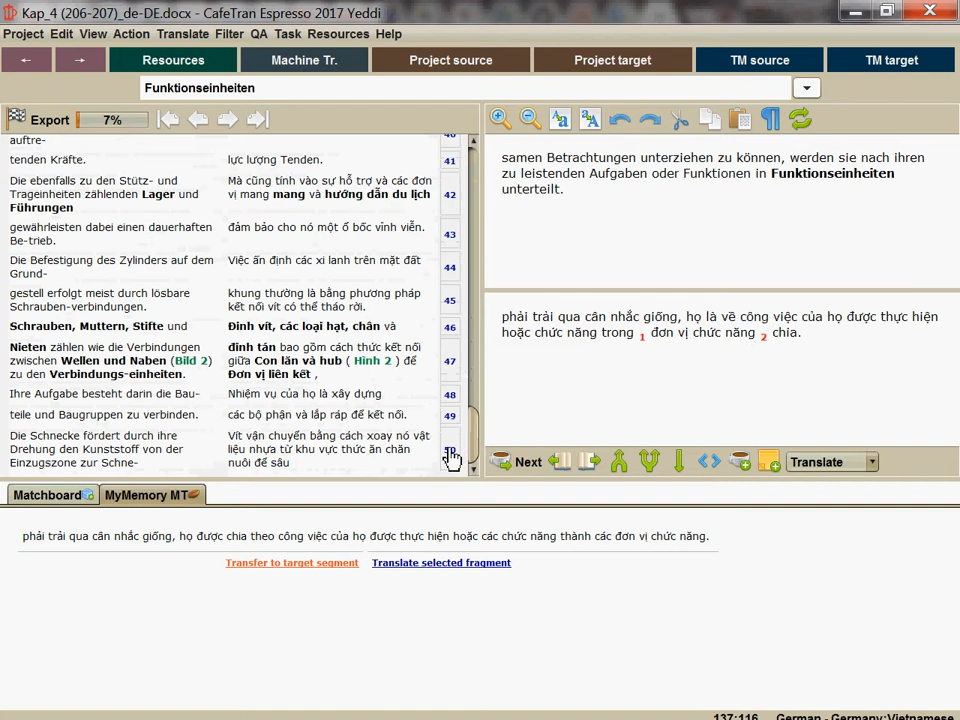 Kap_4 (206-207)_de-DE.docx - CafeTran Espresso 2017 Yeddi
Project Edit View Action Translate Filter QA Task Resources Help
← → Resources Machine Tr. Project source Project target TM source TM target
Funktionseinheiten
Export 7%
auftre-
tenden Kräfte. lực lượng Tenden. 41
Die ebenfalls zu den Stütz- und Mà cũng tính vào sự hỗ trợ và các đơn
Trageinheiten zählenden Lager und vị mang mang và hướng dẫn du lịch 42
Führungen
gewährleisten dabei einen dauerhaften đảm bảo cho nó một ổ bốc vĩnh viễn. 43
Be-trieb.
Die Befestigung des Zylinders auf dem Việc ấn định các xi lanh trên mặt đất 44
Grund-
gestell erfolgt meist durch lösbare khung thường là bằng phương pháp 45
Schrauben-verbindungen. kết nối vít có thể tháo rời.
Schrauben, Muttern, Stifte und Đinh vít, các loại hạt, chân và 46
Nieten zählen wie die Verbindungen đinh tán bao gồm cách thức kết nối
zwischen Wellen und Naben (Bild 2) giữa Con lăn và hub ( Hình 2 ) để 47
zu den Verbindungs-einheiten. Đơn vị liên kết ,
Ihre Aufgabe besteht darin die Bau- Nhiệm vụ của họ là xây dựng 48
teile und Baugruppen zu verbinden. các bộ phận và lắp ráp để kết nối. 49
Die Schnecke fördert durch ihre Vít vận chuyển bằng cách xoay nó vật
Drehung den Kunststoff von der liệu nhựa từ khu vực thức ăn chăn 50
Einzugszone zur Schne- nuôi để sâu
samen Betrachtungen unterziehen zu können, werden sie nach ihren
zu leistenden Aufgaben oder Funktionen in Funktionseinheiten
unterteilt.
phải trải qua cân nhắc giống, họ là về công việc của họ được thực hiện
hoặc chức năng trong 1 đơn vị chức năng 2 chia.
Next Translate
Matchboard MyMemory MT
phải trải qua cân nhắc giống, họ được chia theo công việc của họ được thực hiện hoặc các chức năng thành các đơn vị chức năng.
Transfer to target segment Translate selected fragment
137:116 German - Germany:Vietnamese